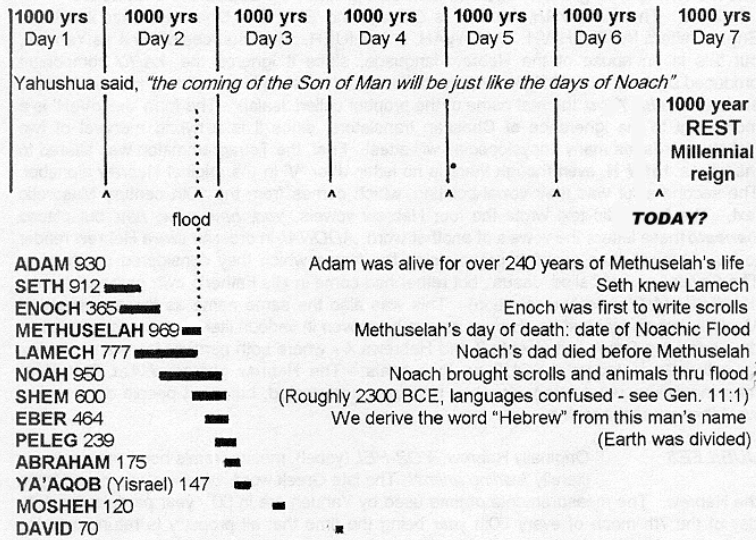 1000 yrs 1000 yrs 1000 yrs 1000 yrs 1000 yrs 1000 yrs 1000 yrs
Day 1 Day 2 Day 3 Day 4 Day 5 Day 6 Day 7
Yahushua said, "the coming of the Son of Man will be just like the days of Noach".
1000 year
REST
Millennial
reign
^ ^ ^ ^ ^ ^
flood TODAY?
ADAM 930 Adam was alive for over 240 years of Methuselah's life
SETH 912 Seth knew Lamech
ENOCH 365 Enoch was first to write scrolls
METHUSELAH 969 Methuselah's day of death: date of Noachic Flood
LAMECH 777 Noah's dad died before Methuselah
NOAH 950 Noach brought scrolls and animals thru flood
SHEM 600 (Roughly 2300 BCE, languages confused - see Gen. 11:1)
EBER 464 We derive the word "Hebrew" from this man's name
PELEG 239 (Earth was divided)
ABRAHAM 175
YA'AQOB (Yisrael) 147
MOSHEH 120
DAVID 70